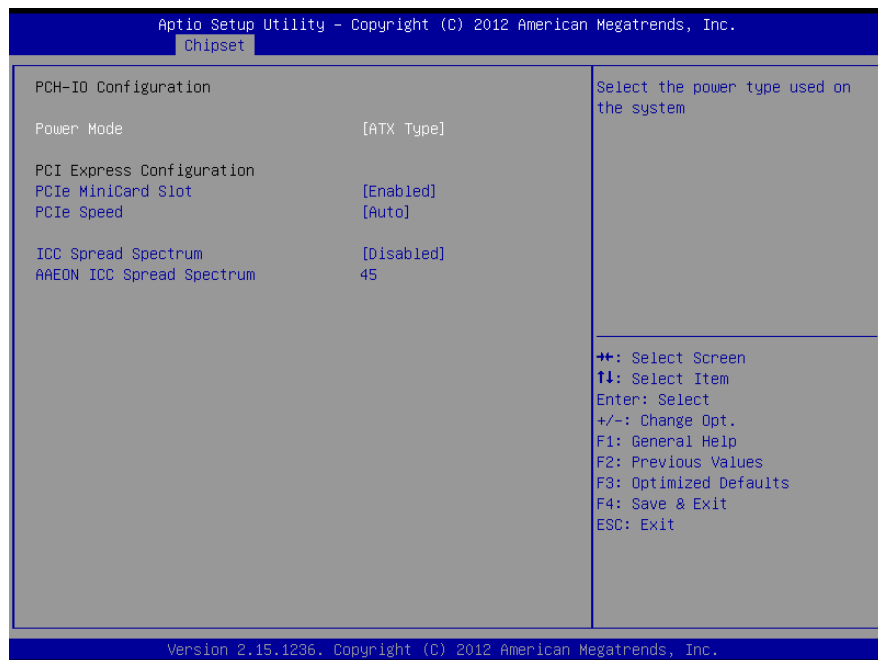 Aptio Setup Utility – Copyright (C) 2012 American Megatrends, Inc.
Chipset
PCH-IO Configuration
Power Mode [ATX Type]
PCI Express Configuration
PCIe MiniCard Slot [Enabled]
PCIe Speed [Auto]
ICC Spread Spectrum [Disabled]
AAEON ICC Spread Spectrum 45
Select the power type used on
the system
→←: Select Screen
↑↓: Select Item
Enter: Select
+/-: Change Opt.
F1: General Help
F2: Previous Values
F3: Optimized Defaults
F4: Save & Exit
ESC: Exit
Version 2.15.1236. Copyright (C) 2012 American Megatrends, Inc.